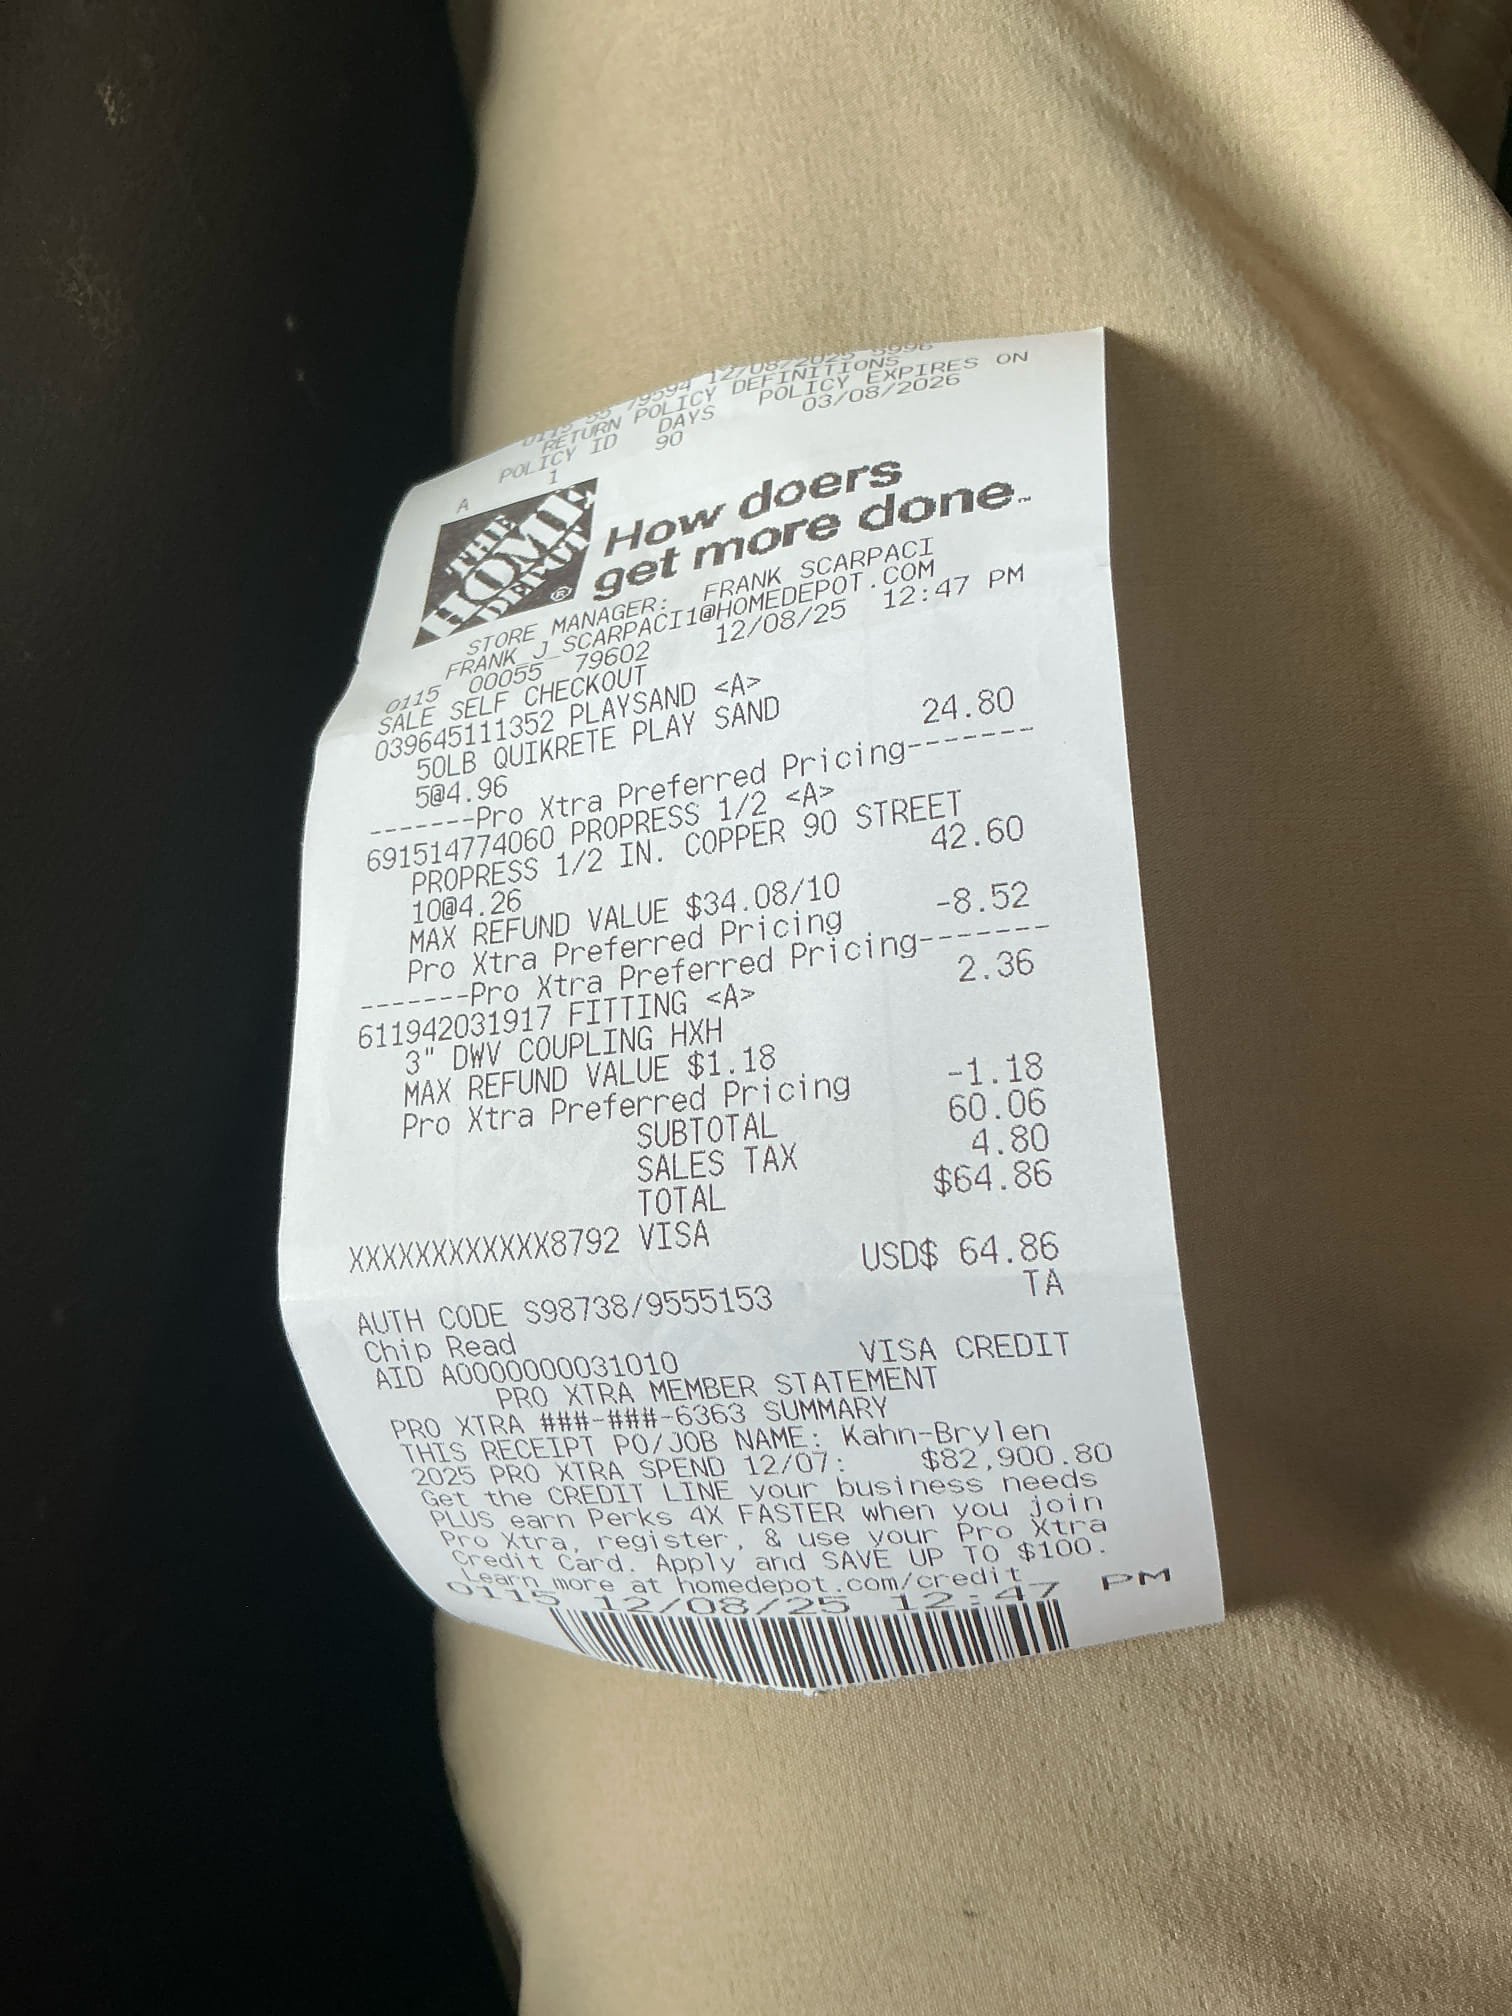 79594 12/08/2025 5996
RETURN POLICY DEFINITIONS
POLICY ID DAYS POLICY EXPIRES ON
A 1 90 03/08/2026
THE HOME DEPOT ®
How doers
get more done.™
STORE MANAGER: FRANK SCARPACI
FRANK_J_SCARPACI1@HOMEDEPOT.COM
0115 00055 79602 12/08/25 12:47 PM
SALE SELF CHECKOUT
039645111352 PLAYSAND <A>
50LB QUIKRETE PLAY SAND
5@4.96 24.80
-------Pro Xtra Preferred Pricing-------
691514774060 PROPRESS 1/2 <A>
PROPRESS 1/2 IN. COPPER 90 STREET
10@4.26 42.60
MAX REFUND VALUE $34.08/10
Pro Xtra Preferred Pricing -8.52
-------Pro Xtra Preferred Pricing-------
611942031917 FITTING <A> 2.36
3" DWV COUPLING HXH
MAX REFUND VALUE $1.18
Pro Xtra Preferred Pricing -1.18
SUBTOTAL 60.06
SALES TAX 4.80
TOTAL $64.86
XXXXXXXXXXXX8792 VISA
USD$ 64.86
AUTH CODE S98738/9555153 TA
Chip Read
AID A0000000031010 VISA CREDIT
PRO XTRA MEMBER STATEMENT
PRO XTRA ###-###-6363 SUMMARY
THIS RECEIPT PO/JOB NAME: Kahn-Brylen
2025 PRO XTRA SPEND 12/07: $82,900.80
Get the CREDIT LINE your business needs
PLUS earn Perks 4X FASTER when you join
Pro Xtra, register, & use your Pro Xtra
Credit Card. Apply and SAVE UP TO $100.
Learn more at homedepot.com/credit
0115 12/08/25 12:47 PM